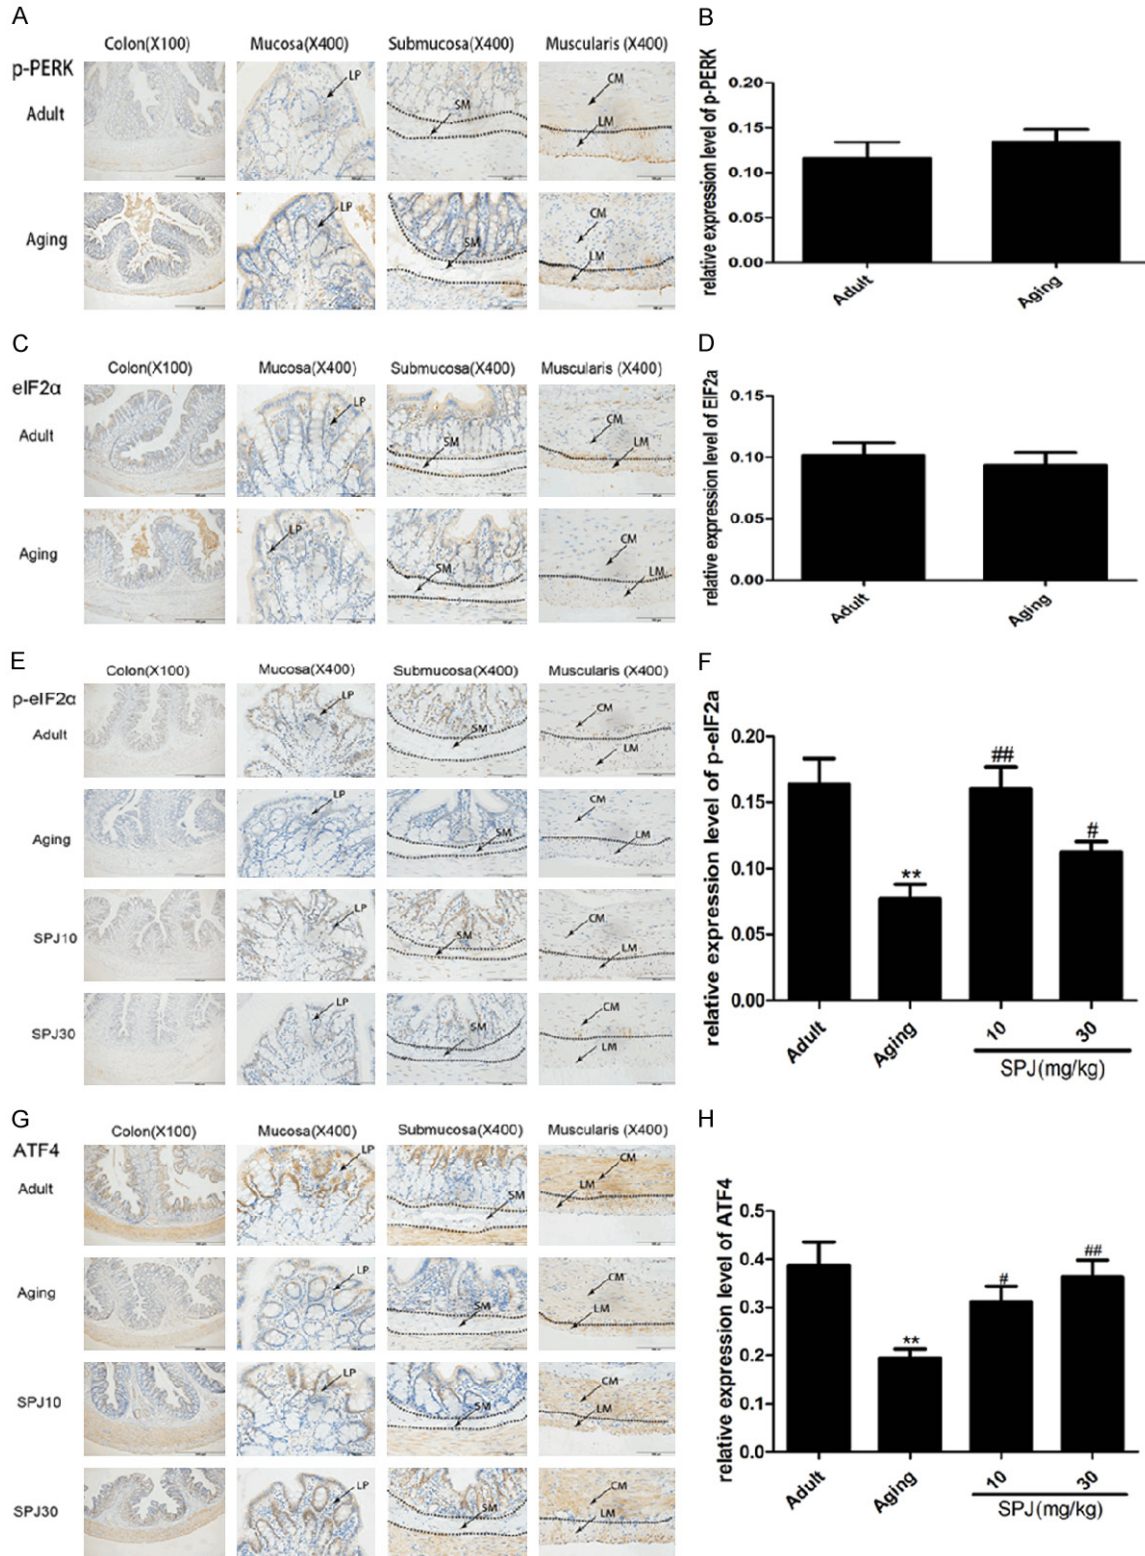 A
Colon(X100) Mucosa(X400) Submucosa(X400) Muscularis (X400)
p-PERK
Adult
LP
SM
CM
LM
Aging
LP
SM
CM
LM
B
relative expression level of p-PERK
0.20
0.15
0.10
0.05
0.00
Adult
Aging
C
Colon(X100) Mucosa(X400) Submucosa(X400) Muscularis (X400)
eIF2α
Adult
LP
SM
CM
LM
Aging
LP
SM
CM
LM
D
relative expression level of EIF2a
0.15
0.10
0.05
0.00
Adult
Aging
E
Colon(X100) Mucosa(X400) Submucosa(X400) Muscularis (X400)
p-eIF2α
Adult
LP
SM
CM
LM
Aging
LP
SM
CM
LM
SPJ10
LP
SM
CM
LM
SPJ30
LP
SM
CM
LM
F
relative expression level of p-eIF2a
0.20
0.15
0.10
0.05
0.00
**
##
#
Adult
Aging
10
30
SPJ(mg/kg)
G
Colon(X100) Mucosa(X400) Submucosa(X400) Muscularis (X400)
ATF4
Adult
LP
SM
CM
LM
Aging
LP
SM
CM
LM
SPJ10
LP
SM
CM
LM
SPJ30
LP
SM
CM
LM
H
relative expression level of ATF4
0.5
0.4
0.3
0.2
0.1
0.0
**
#
##
Adult
Aging
10
30
SPJ(mg/kg)